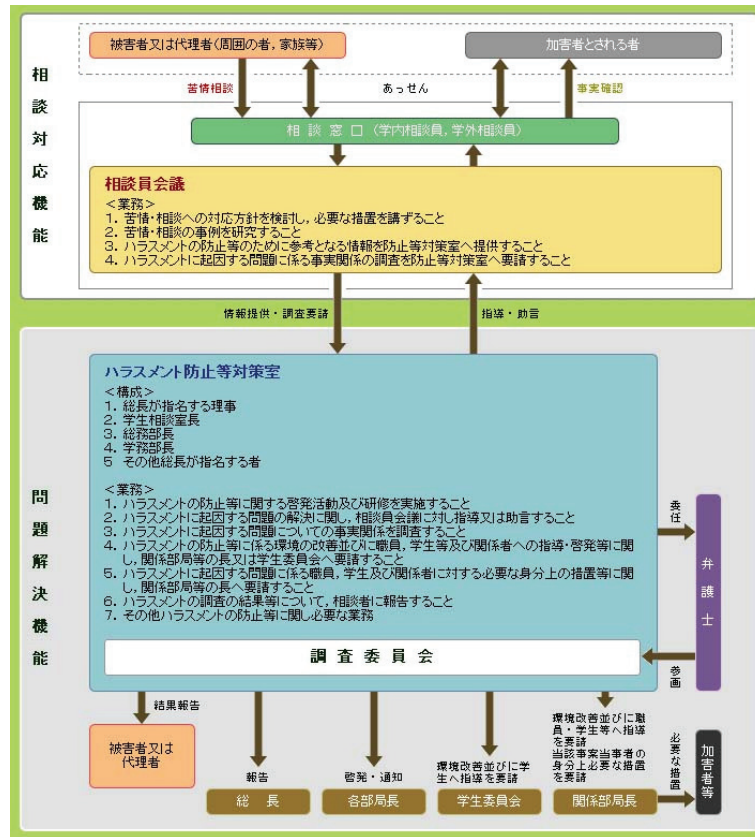 相談対応機能
被害者又は代理者(周囲の者，家族等)
加害者とされる者
苦情相談
あっせん
事実確認
相 談 窓 口 (学内相談員，学外相談員)
相談員会議
＜業務＞
1. 苦情・相談への対応方針を検討し，必要な措置を講ずること
2. 苦情・相談の事例を研究すること
3. ハラスメントの防止等のために参考となる情報を防止等対策室へ提供すること
4. ハラスメントに起因する問題に係る事実関係の調査を防止等対策室へ要請すること
情報提供・調査要請
指導・助言
問題解決機能
ハラスメント防止等対策室
＜構成＞
1. 総長が指名する理事
2. 学生相談室長
3. 総務部長
4. 学務部長
5 その他総長が指名する者
＜業務＞
1. ハラスメントの防止等に関する啓発活動及び研修を実施すること
2. ハラスメントに起因する問題の解決に関し，相談員会議に対し指導又は助言すること
3. ハラスメントに起因する問題についての事実関係を調査すること
4. ハラスメントの防止等に係る環境の改善並びに職員，学生等及び関係者への指導・啓発等に関
し，関係部局等の長又は学生委員会へ要請すること
5. ハラスメントに起因する問題に係る職員，学生及び関係者に対する必要な身分上の措置等に関
し，関係部局等の長へ要請すること
6. ハラスメントの調査の結果等について，相談者に報告すること
7. その他ハラスメントの防止等に関し必要な業務
調 査 委 員 会
委任
弁護士
参画
結果報告
被害者又は
代理者
報告
総 長
啓発・通知
各部局長
環境改善並びに学
生へ指導を要請
学生委員会
環境改善並びに職
員・学生等へ指導
を要請
当該事案当事者の
身分上必要な措置
を要請
関係部局長
必要な措置
加害者等